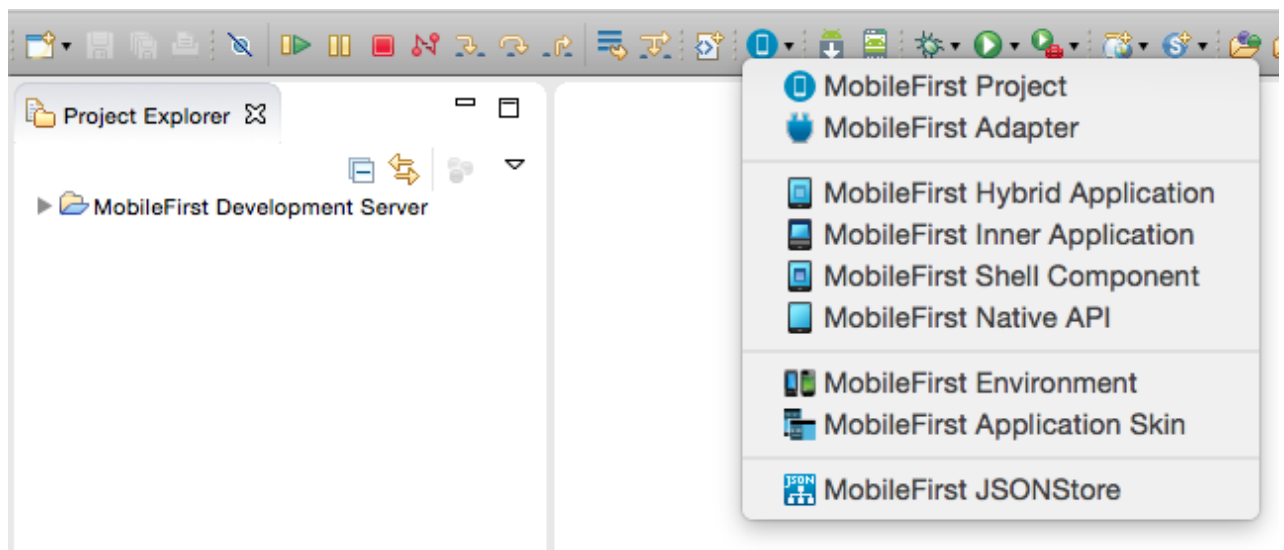 Project Explorer
MobileFirst Development Server
MobileFirst Project
MobileFirst Adapter
MobileFirst Hybrid Application
MobileFirst Inner Application
MobileFirst Shell Component
MobileFirst Native API
MobileFirst Environment
MobileFirst Application Skin
JSON
MobileFirst JSONStore